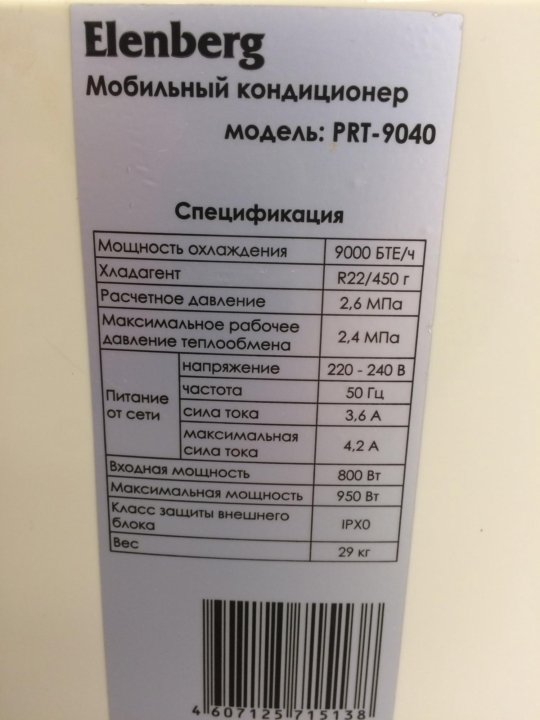 Elenberg
Мобильный кондиционер
модель: PRT-9040
Спецификация
Мощность охлаждения 9000 БТЕ/ч
Хладагент R22/450 г
Расчетное давление 2,6 МПа
Максимальное рабочее
давление теплообмена 2,4 МПа
Питание
от сети
напряжение 220 - 240 В
частота 50 Гц
сила тока 3,6 А
максимальная
сила тока 4,2 А
Входная мощность 800 Вт
Максимальная мощность 950 Вт
Класс защиты внешнего
блока IPX0
Вес 29 кг
4 607125 715138